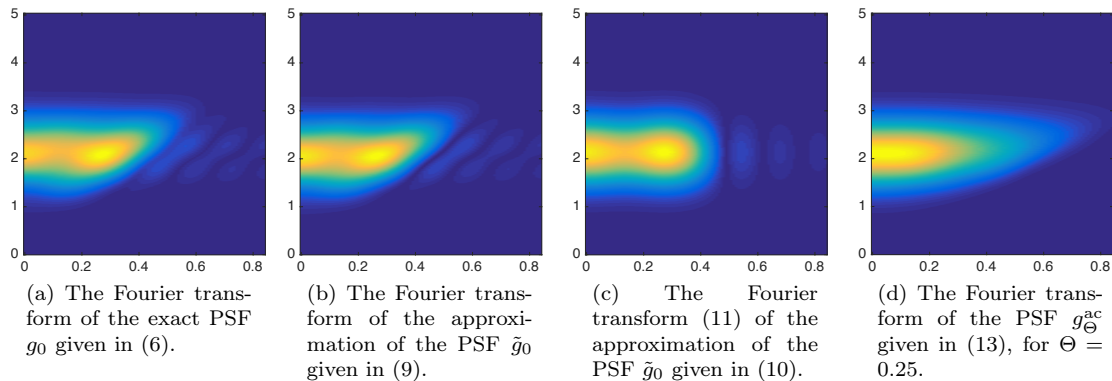 5
4
3
2
1
0
0 0.2 0.4 0.6 0.8
5
4
3
2
1
0
0 0.2 0.4 0.6 0.8
5
4
3
2
1
0
0 0.2 0.4 0.6 0.8
5
4
3
2
1
0
0 0.2 0.4 0.6 0.8
(a) The Fourier trans-
form of the exact PSF
g₀ given in (6).
(b) The Fourier trans-
form of the approxi-
mation of the PSF g̃₀
given in (9).
(c) The Fourier
transform (11) of the
approximation of the
PSF g̃₀ given in (10).
(d) The Fourier trans-
form of the PSF g_Θ^ac
given in (13), for Θ =
0.25.